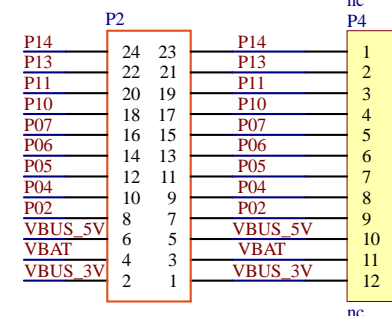 nc
P2 P4
P14 24 23 P14 1
P13 22 21 P13 2
P11 20 19 P11 3
P10 18 17 P10 4
P07 16 15 P07 5
P06 14 13 P06 6
P05 12 11 P05 7
P04 10 9 P04 8
P02 8 7 P02 9
VBUS_5V 6 5 VBUS_5V 10
VBAT 4 3 VBAT 11
VBUS_3V 2 1 VBUS_3V 12
nc